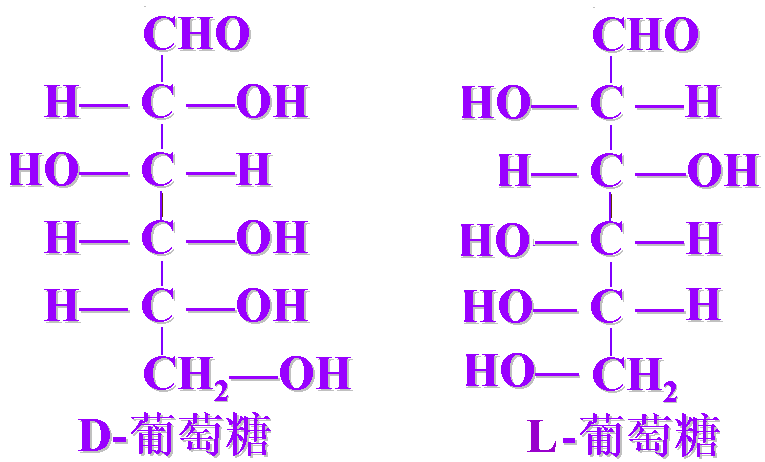 CHO CHO
H—C—OH HO—C—H
HO—C—H H—C—OH
H—C—OH HO—C—H
H—C—OH HO—C—H
CH₂—OH HO—CH₂
D-葡萄糖 L-葡萄糖